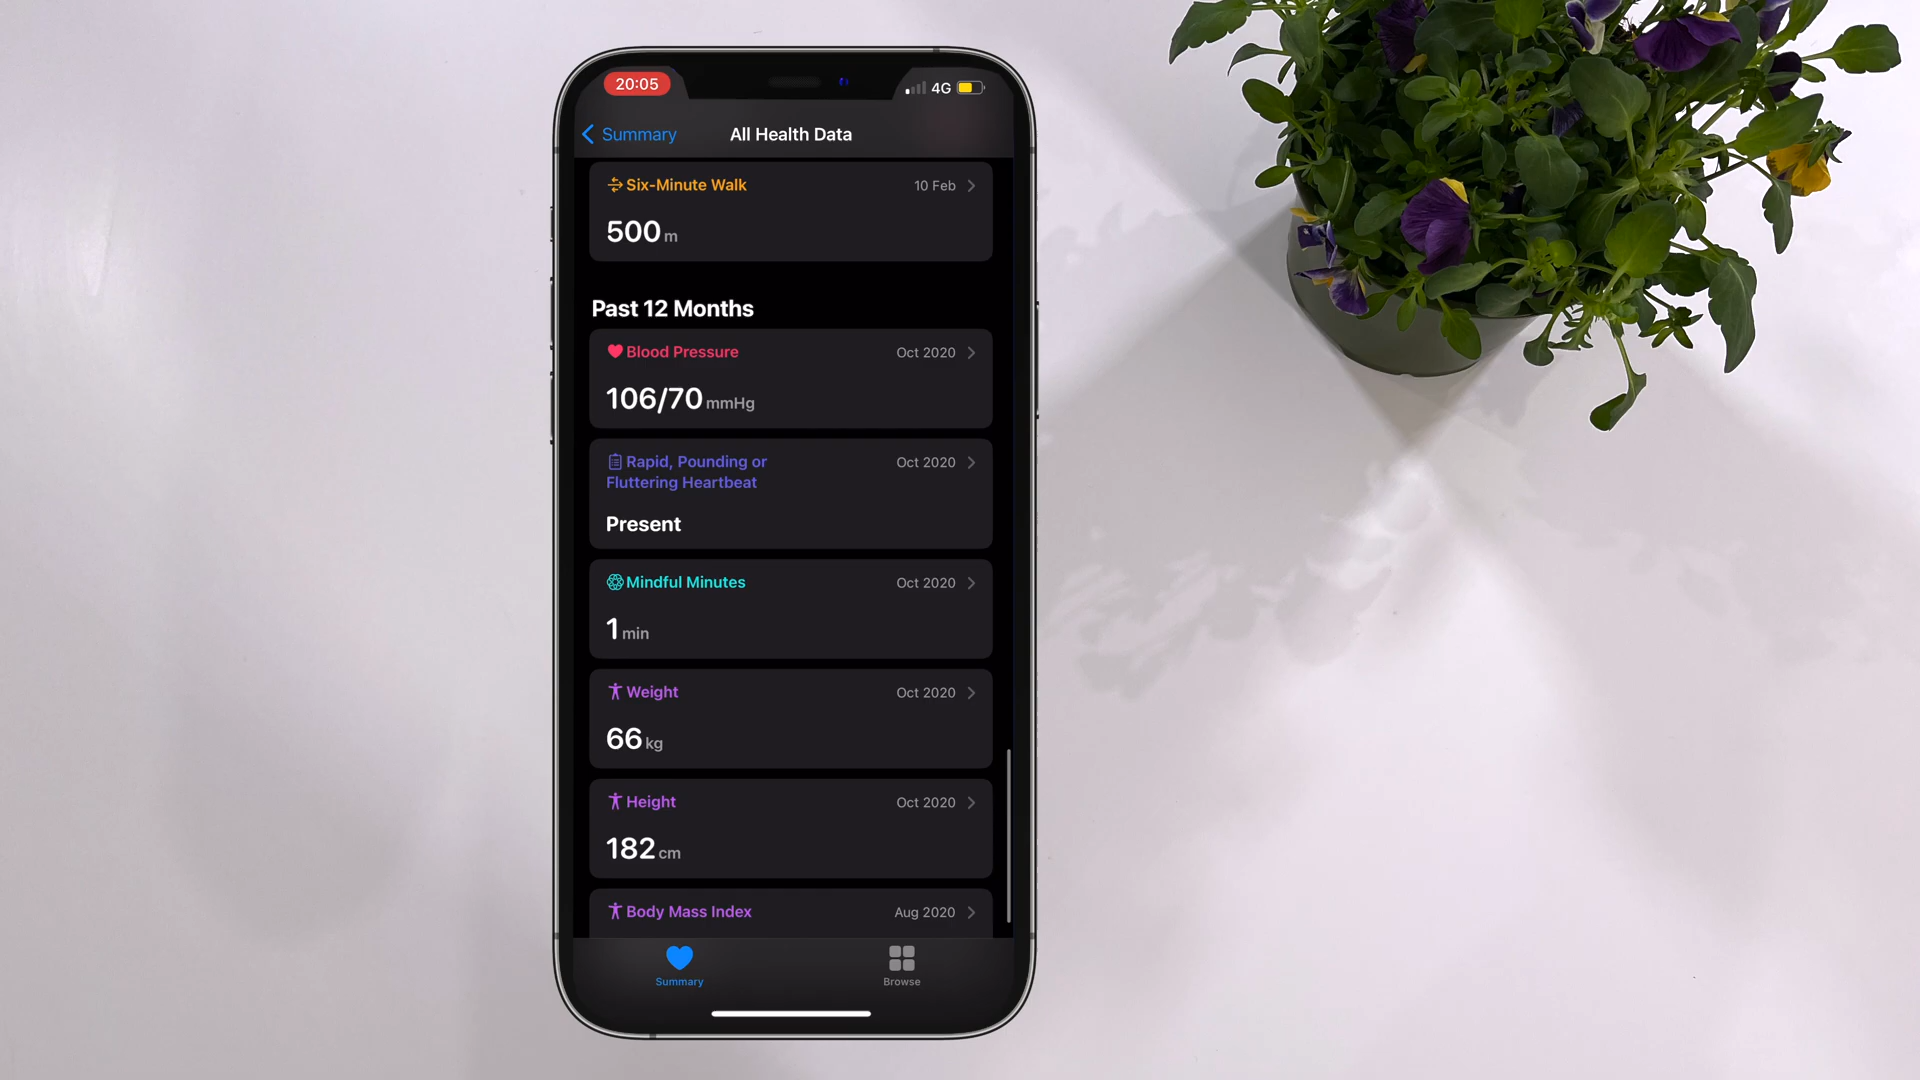 20:05
4G
Summary
All Health Data
Six-Minute Walk
10 Feb
500 m
Past 12 Months
Blood Pressure
Oct 2020
106/70 mmHg
Rapid, Pounding or
Fluttering Heartbeat
Oct 2020
Present
Mindful Minutes
Oct 2020
1 min
Weight
Oct 2020
66 kg
Height
Oct 2020
182 cm
Body Mass Index
Aug 2020
Summary
Browse